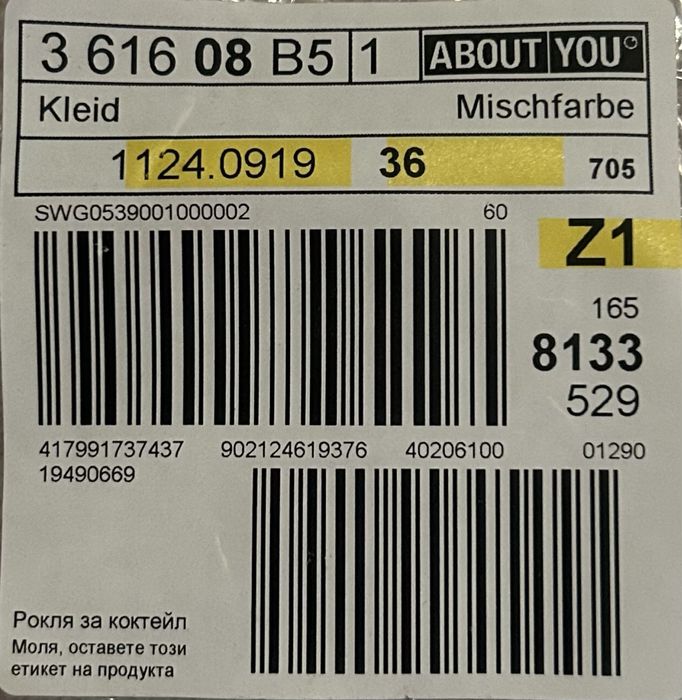 3 616 08 B5 1 ABOUT YOU
Kleid Mischfarbe
1124.0919 36 705
SWG0539001000002 60
Z1
165
8133
529
417991737437 902124619376 40206100 01290
19490669
Рокля за коктейл
Моля, оставете този
етикет на продукта